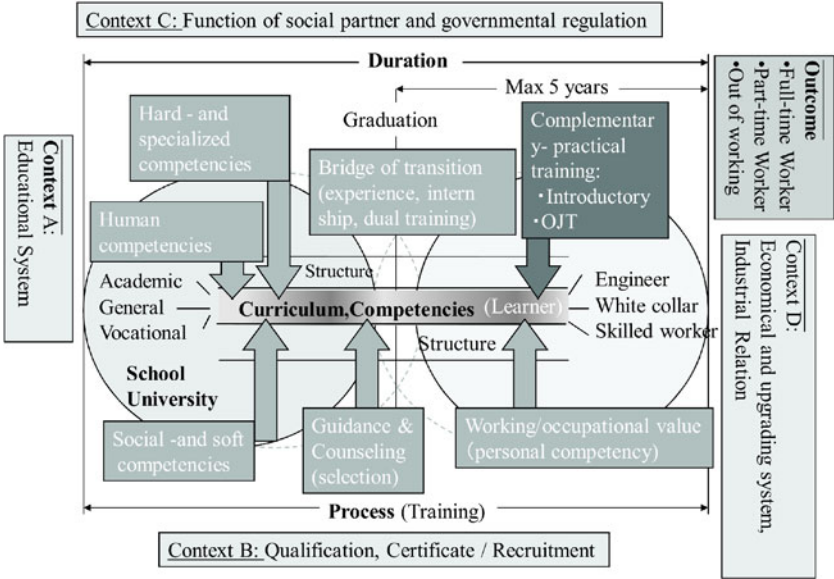 Context C: Function of social partner and governmental regulation
Duration
Max 5 years
Graduation
Outcome
•Full-time Worker
•Part-time Worker
•Out of working
Context A:
Educational System
Hard - and
specialized
competencies
Bridge of transition
(experience, intern
ship, dual training)
Complementar
y- practical
training:
•Introductory
•OJT
Human
competencies
Structure
Academic
General
Vocational
Curriculum,Competencies (Learner)
Engineer
White collar
Skilled worker
Structure
School
University
Social -and soft
competencies
Guidance &
Counseling
(selection)
Working/occupational value
(personal competency)
Context D:
Economical and upgrading system,
Industrial Relation
Process (Training)
Context B: Qualification, Certificate / Recruitment